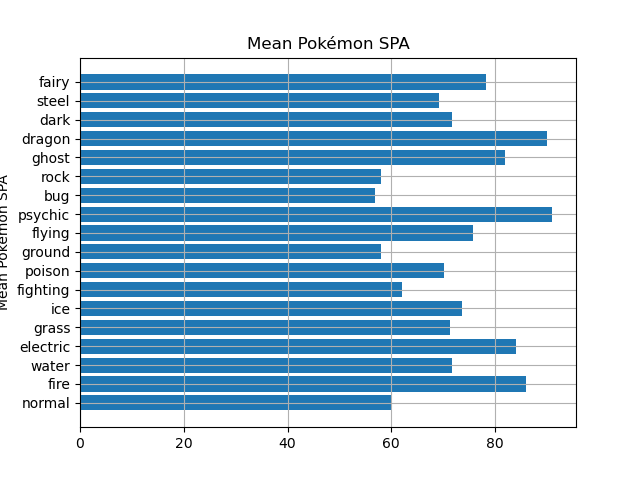 Mean Pokémon SPA
fairy
steel
dark
dragon
ghost
rock
bug
psychic
flying
ground
poison
fighting
ice
grass
electric
water
fire
normal
Mean Pokémon SPA
0 20 40 60 80